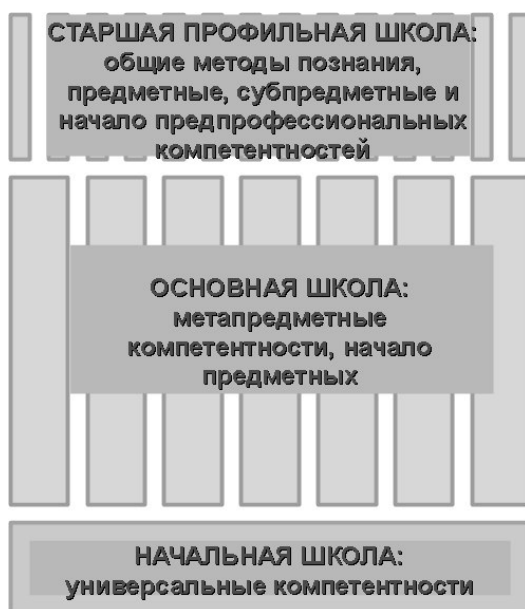 СТАРШАЯ ПРОФИЛЬНАЯ ШКОЛА:
общие методы познания,
предметные, субпредметные и
начало предпрофессиональных
компетентностей
ОСНОВНАЯ ШКОЛА:
метапредметные
компетентности, начало
предметных
НАЧАЛЬНАЯ ШКОЛА:
универсальные компетентности